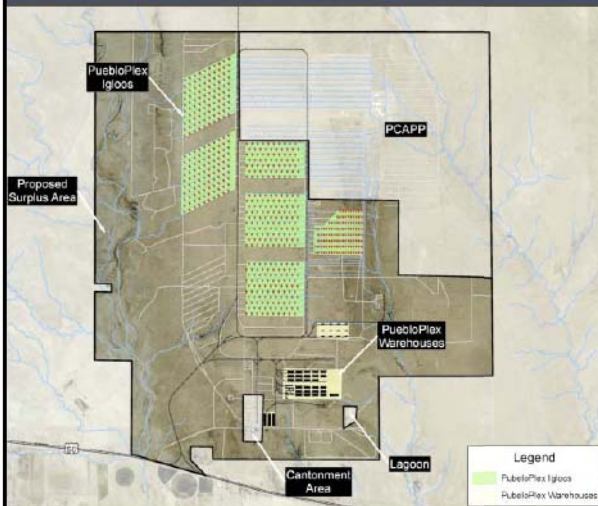 PuebloPlex
Igloos
PCAPP
Proposed
Surplus Area
PuebloPlex
Warehouses
Lagoon
Cantonment
Area
Legend
PuebloPlex Igloos
PuebloPlex Warehouses